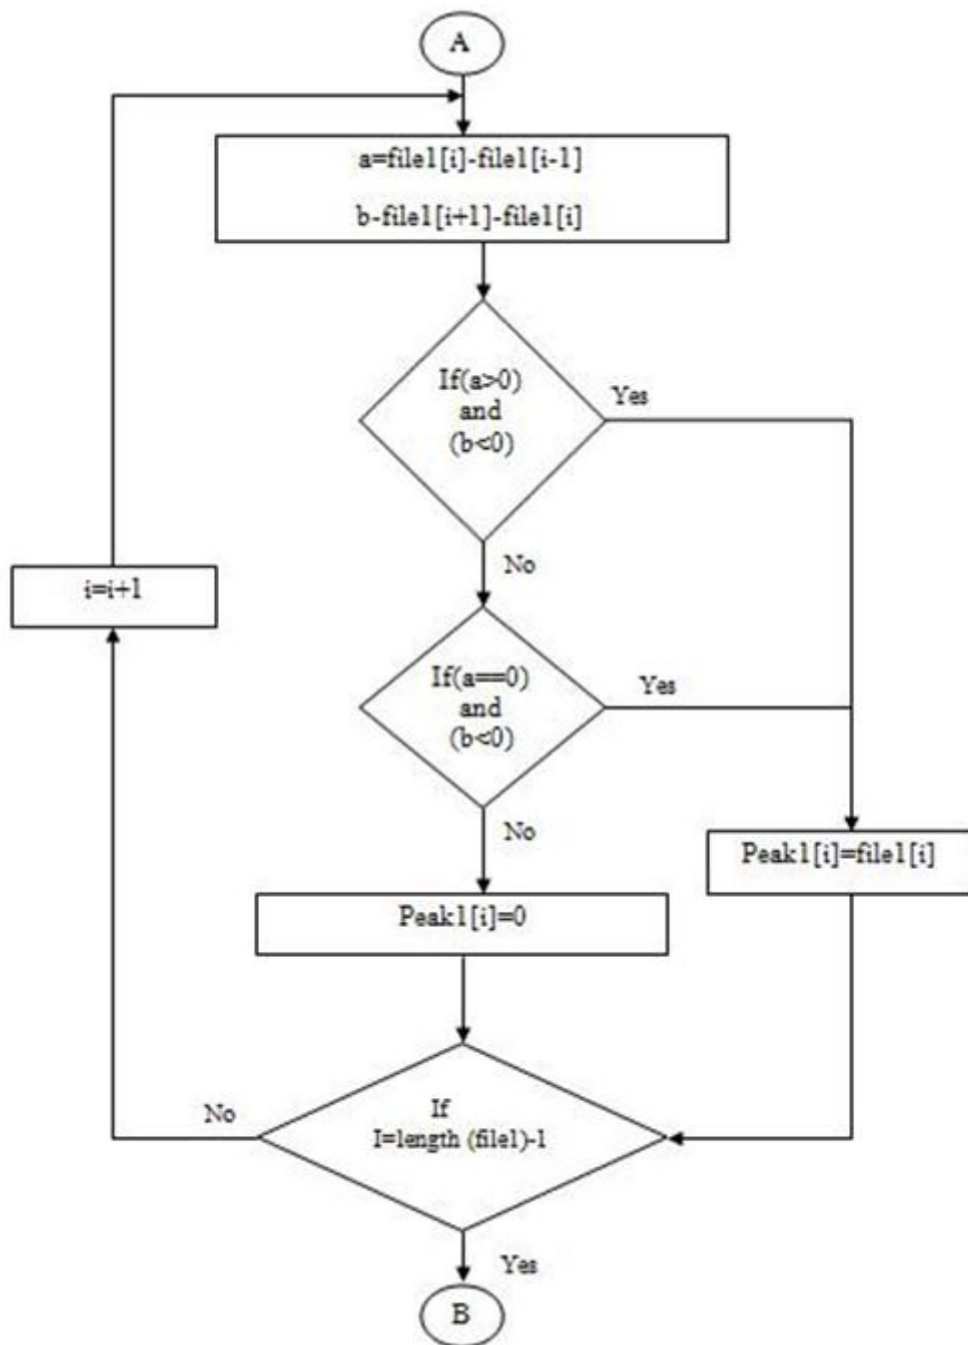 A
a=file1[i]-file1[i-1]
b-file1[i+1]-file1[i]
If(a>0)
and
(b<0)
Yes
No
i=i+1
If(a==0)
and
(b<0)
Yes
No
Peak1[i]=file1[i]
Peak1[i]=0
If
I=length (file1)-1
No
Yes
B